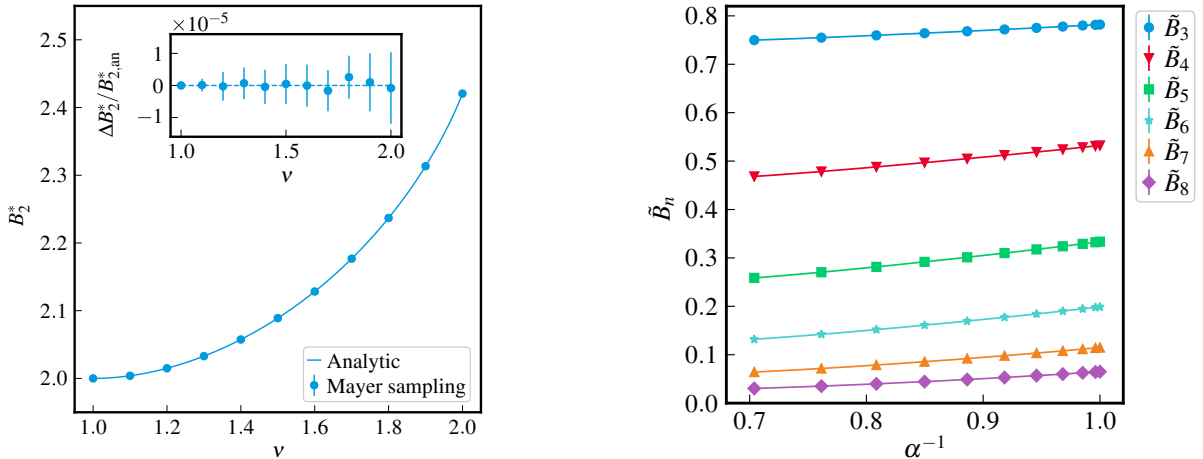 2.5
2.4
2.3
2.2
2.1
2.0
B₂*
1.0
1.2
1.4
1.6
1.8
2.0
ν
×10⁻⁵
1
0
−1
ΔB₂*/B₂,ₐₙ*
1.0
1.5
2.0
ν
Analytic
Mayer sampling
0.8
0.7
0.6
0.5
0.4
0.3
0.2
0.1
0.0
B̃ₙ
0.7
0.8
0.9
1.0
α⁻¹
B̃₃
B̃₄
B̃₅
B̃₆
B̃₇
B̃₈